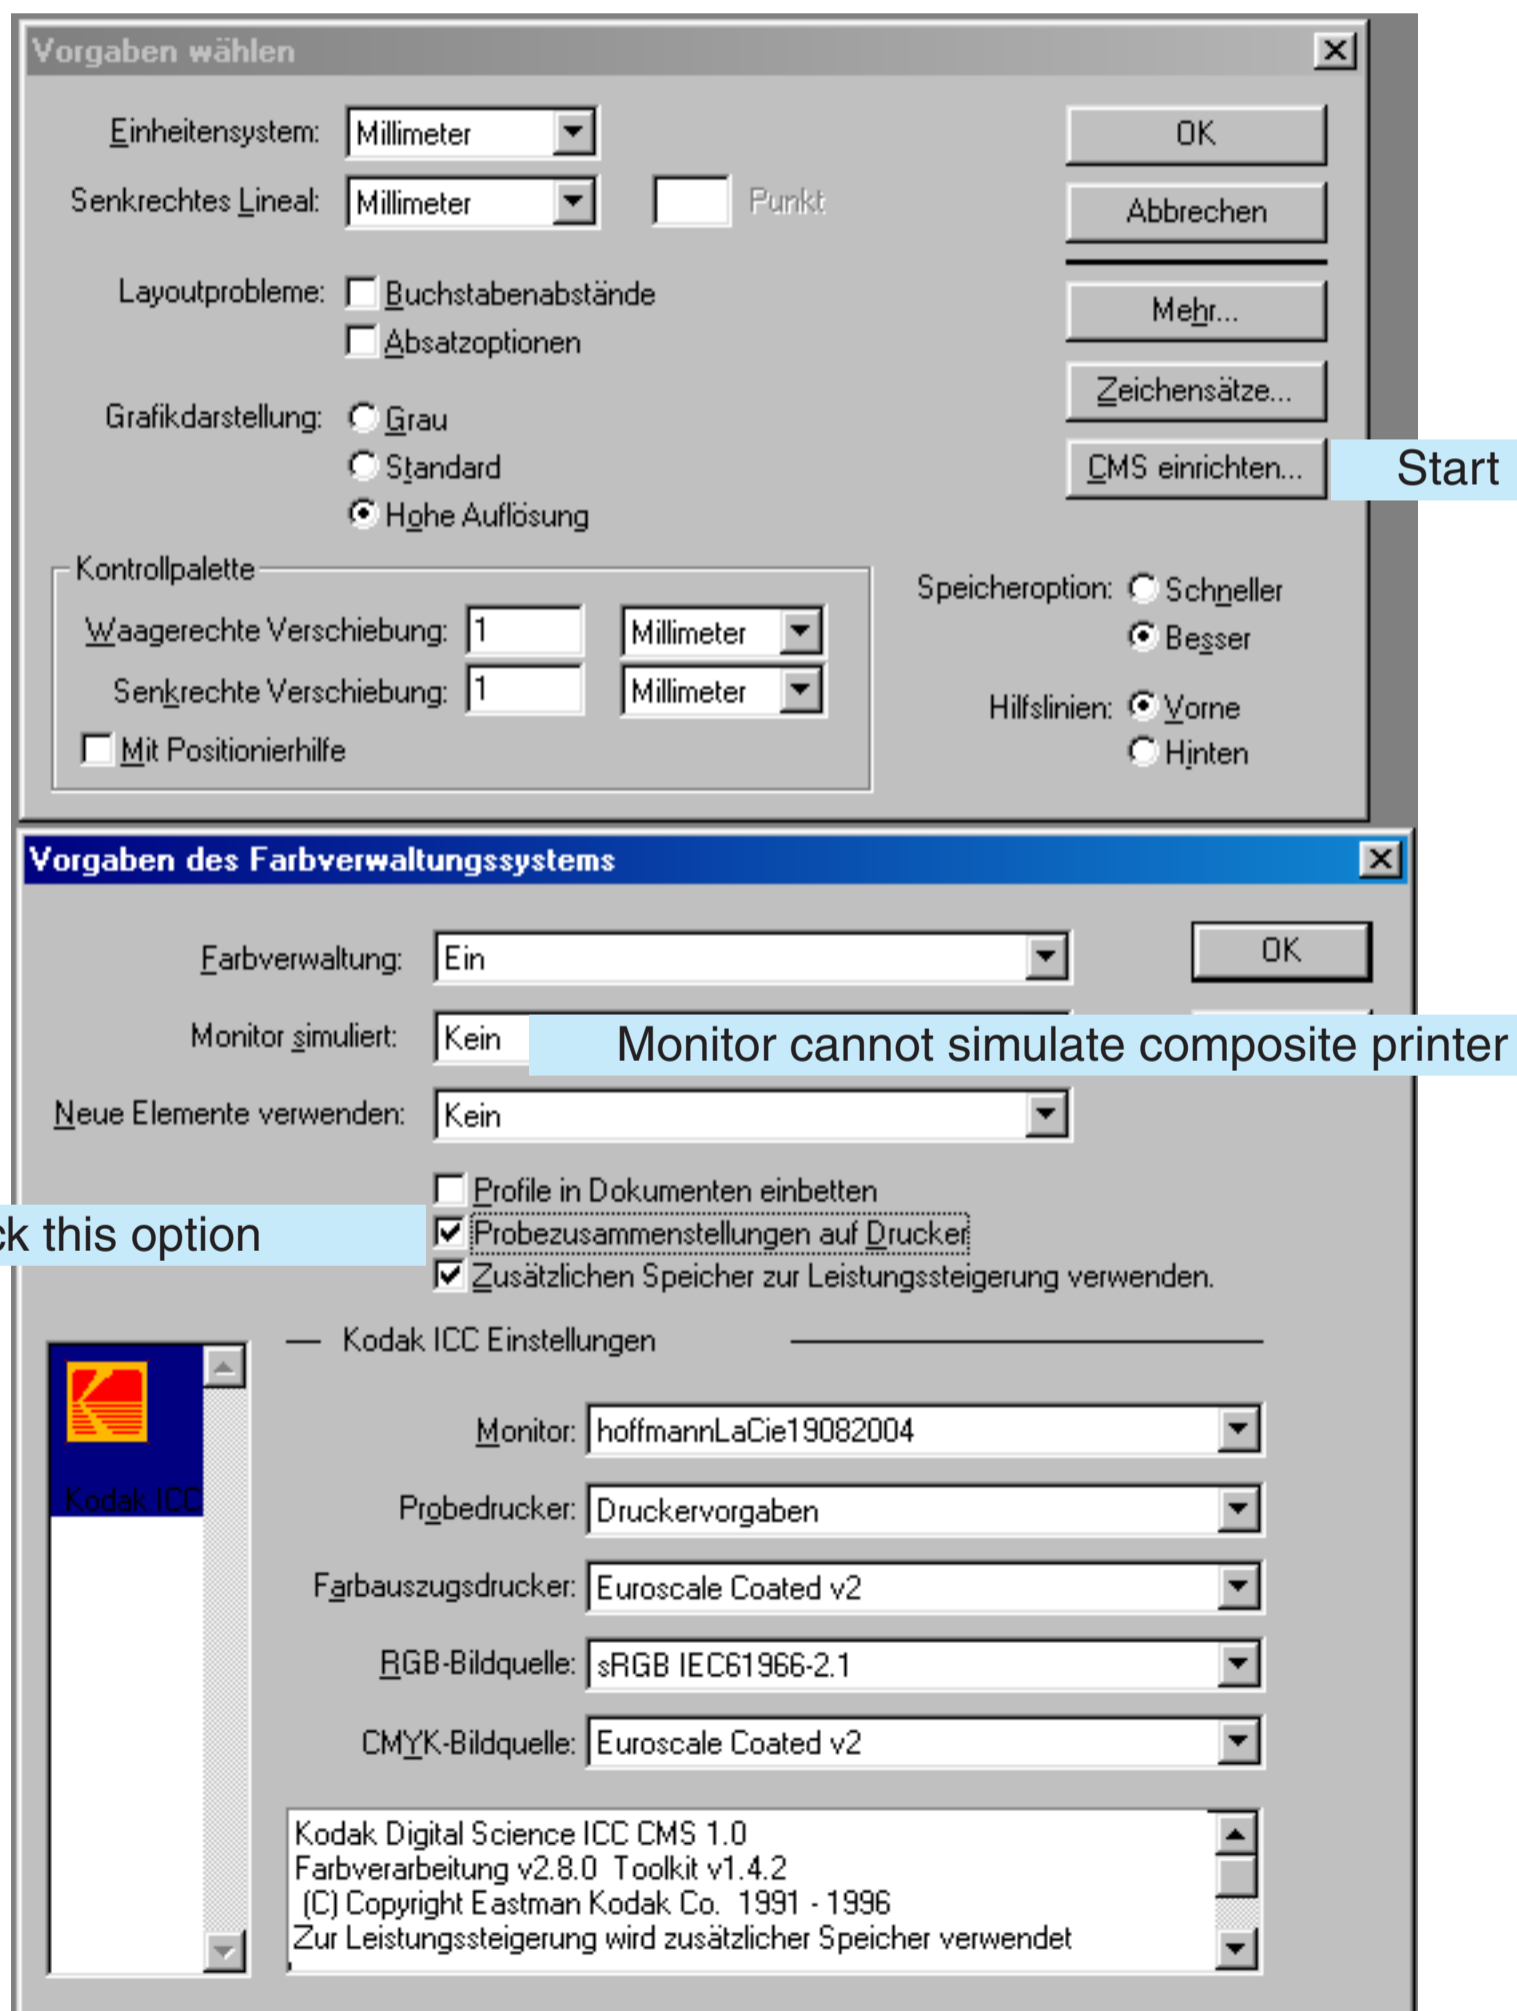 Vorgaben wählen
Einheitensystem: Millimeter OK
Senkrechtes Lineal: Millimeter Punkt Abbrechen
Layoutprobleme: Buchstabenabstände Mehr...
Absatzoptionen
Zeichensätze...
Grafikdarstellung: Grau
Standard CMS einrichten... Start
Hohe Auflösung
Kontrollpalette
Speicheroption: Schneller
Waagerechte Verschiebung: 1 Millimeter Besser
Senkrechte Verschiebung: 1 Millimeter Hilfslinien: Vorne
Mit Positionierhilfe Hinten
Vorgaben des Farbverwaltungssystems
Farbverwaltung: Ein OK
Monitor simuliert: Kein Monitor cannot simulate composite printer
Neue Elemente verwenden: Kein
Profile in Dokumenten einbetten
ck this option Probezusammenstellungen auf Drucker
Zusätzlichen Speicher zur Leistungssteigerung verwenden.
Kodak ICC Einstellungen
Monitor: hoffmannLaCie19082004
Kodak ICC Probedrucker: Druckervorgaben
Farbauszugsdrucker: Euroscale Coated v2
RGB-Bildquelle: sRGB IEC61966-2.1
CMYK-Bildquelle: Euroscale Coated v2
Kodak Digital Science ICC CMS 1.0
Farbverarbeitung v2.8.0 Toolkit v1.4.2
(C) Copyright Eastman Kodak Co. 1991 - 1996
Zur Leistungssteigerung wird zusätzlicher Speicher verwendet